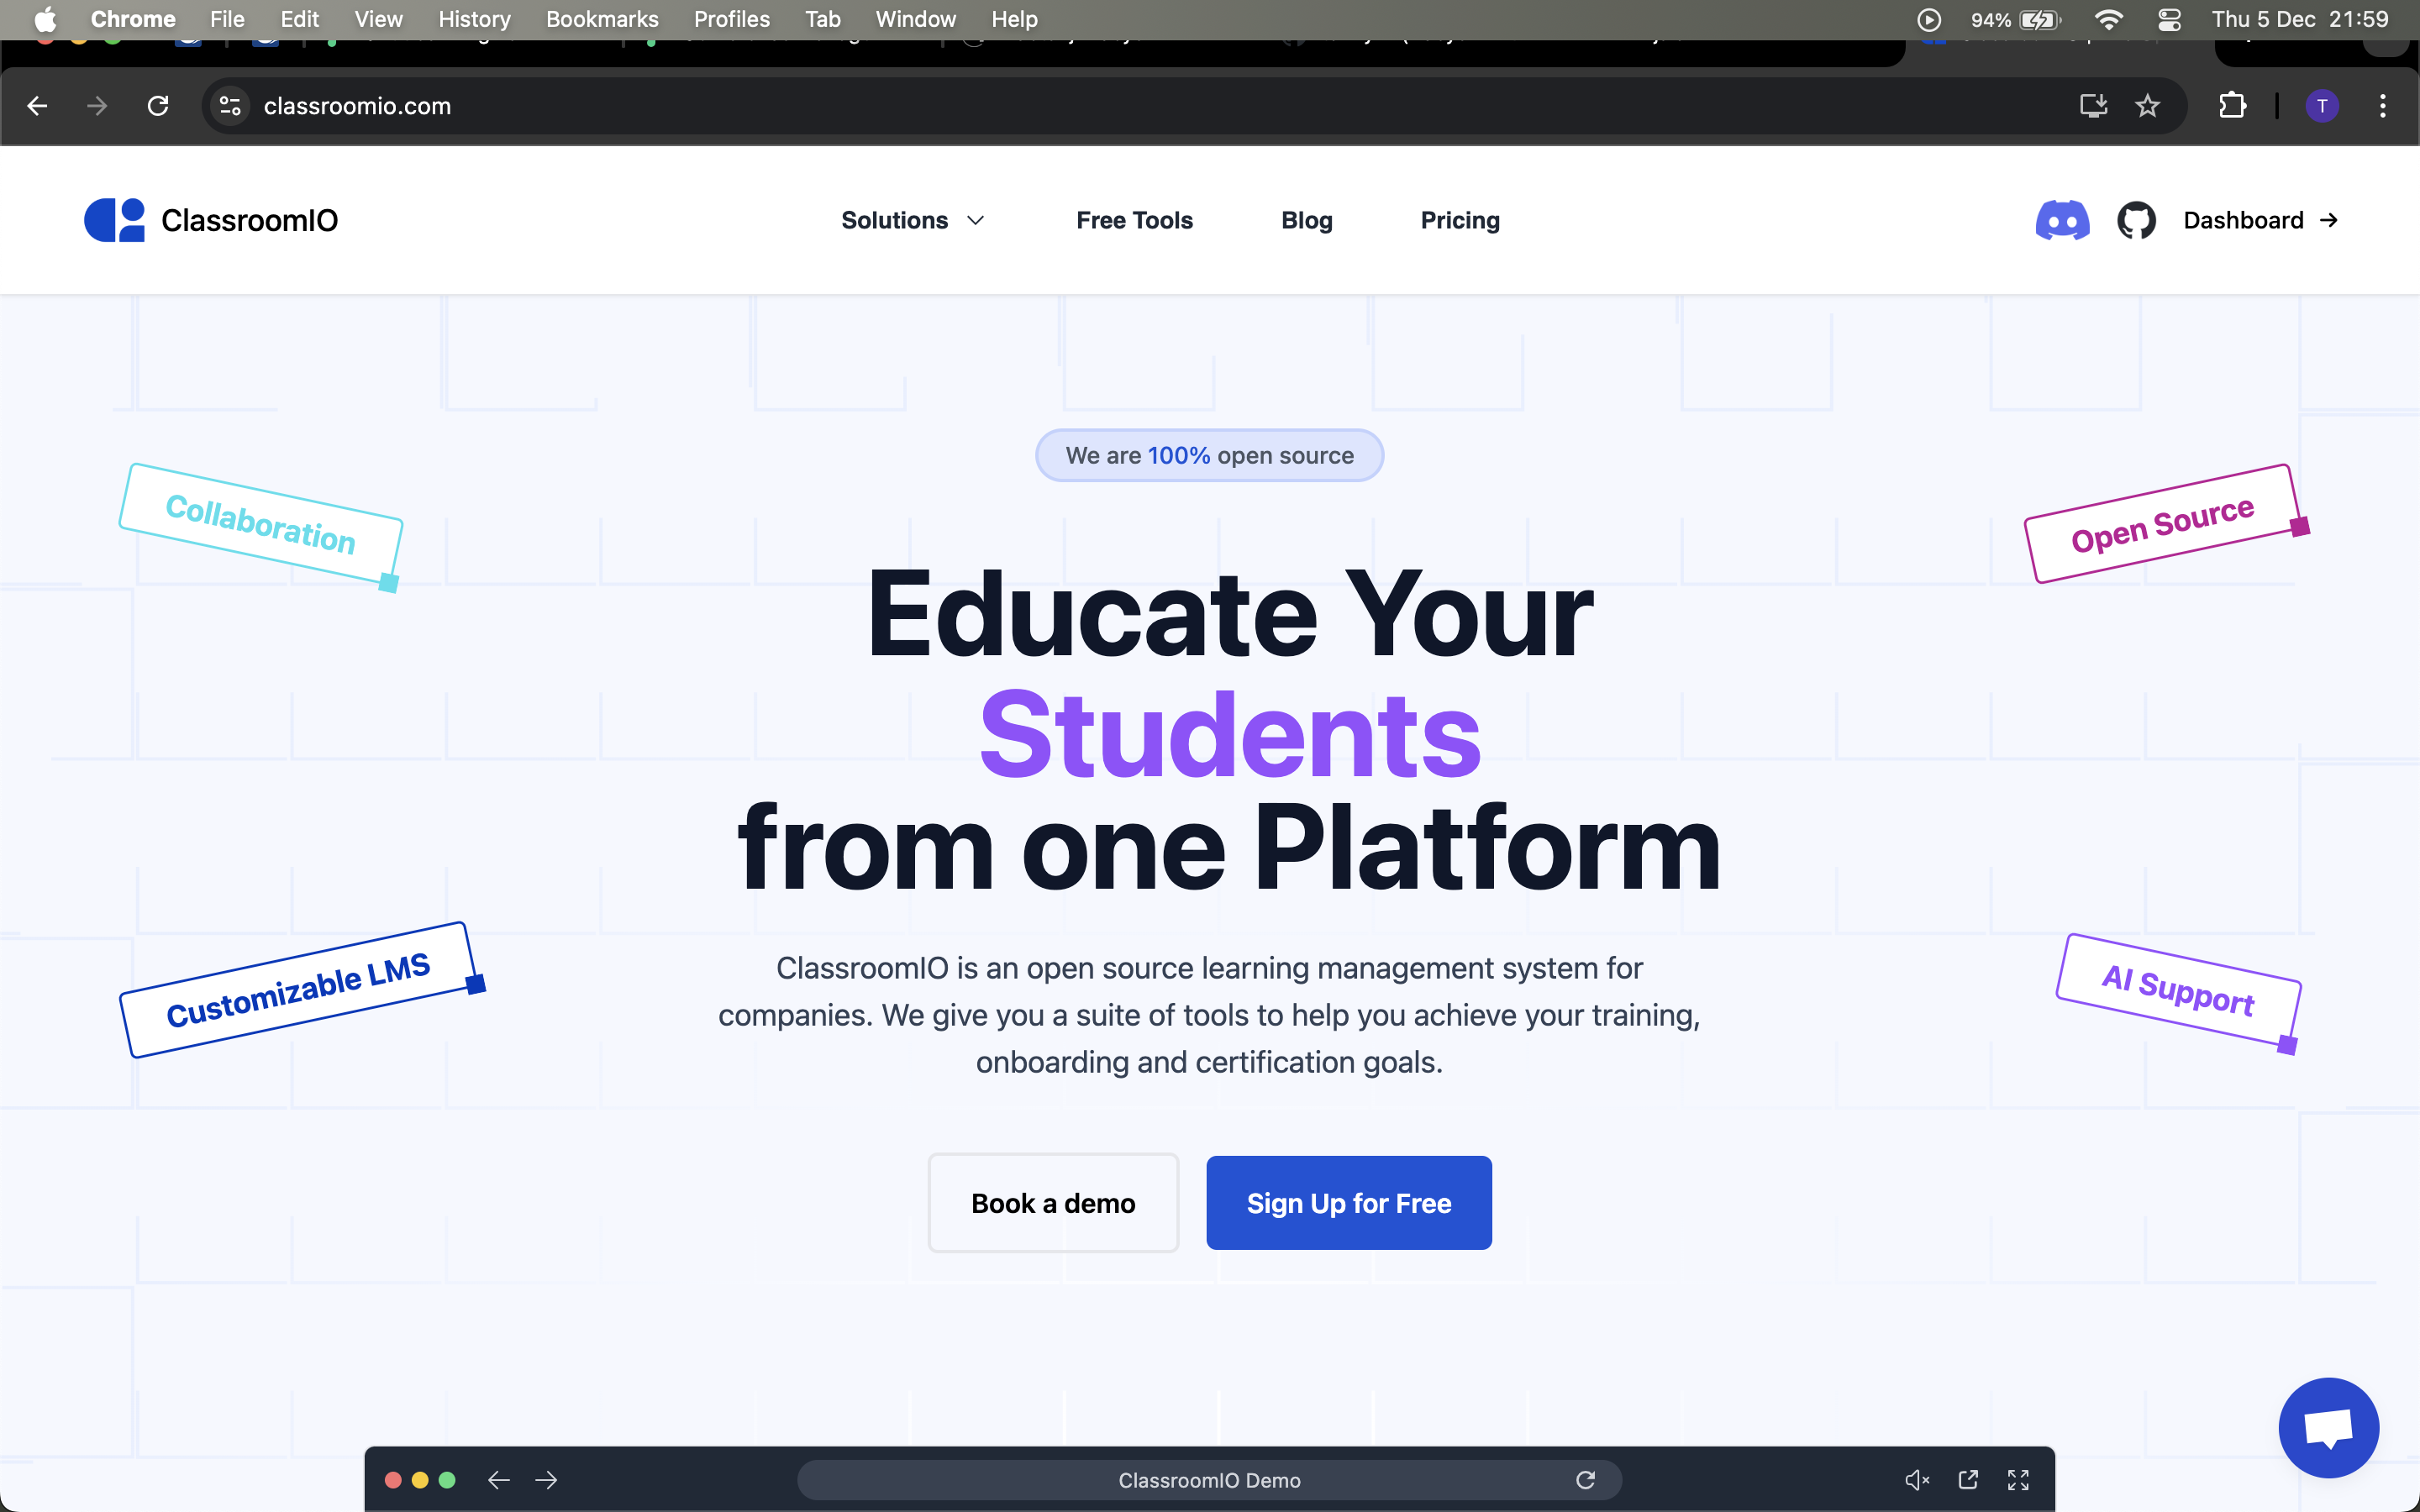 Chrome File Edit View History Bookmarks Profiles Tab Window Help 94% Thu 5 Dec 21:59
classroomio.com T
ClassroomIO Solutions Free Tools Blog Pricing Dashboard
We are 100% open source
Collaboration
Open Source
Educate Your
Students
from one Platform
Customizable LMS
AI Support
ClassroomIO is an open source learning management system for
companies. We give you a suite of tools to help you achieve your training,
onboarding and certification goals.
Book a demo Sign Up for Free
ClassroomIO Demo